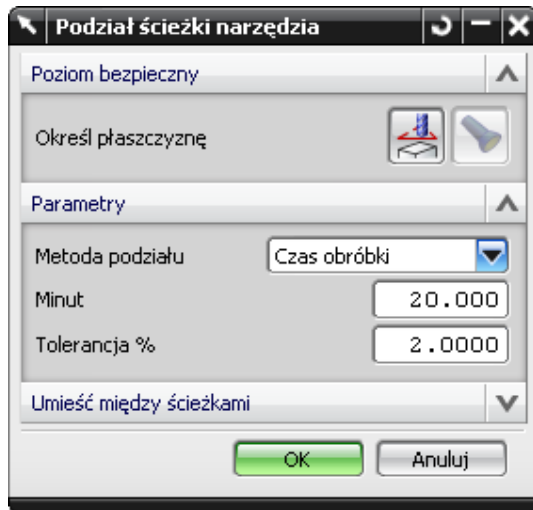 Podział ścieżki narzędzia
Poziom bezpieczny
Określ płaszczyznę
Parametry
Metoda podziału Czas obróbki
Minut 20.000
Tolerancja % 2.0000
Umieść między ścieżkami
OK Anuluj